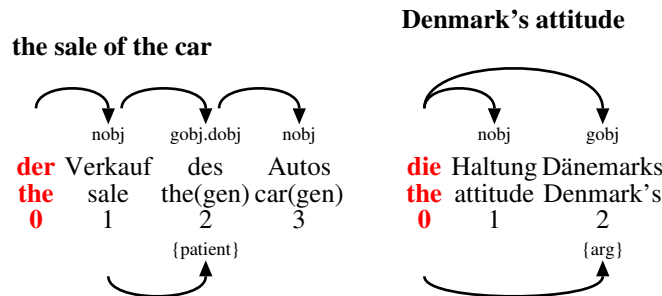 the sale of the car
nobj gobj.dobj nobj
der Verkauf des Autos
the sale the(gen) car(gen)
0 1 2 3
{patient}
Denmark's attitude
nobj gobj
die Haltung Dänemarks
the attitude Denmark's
0 1 2
{arg}